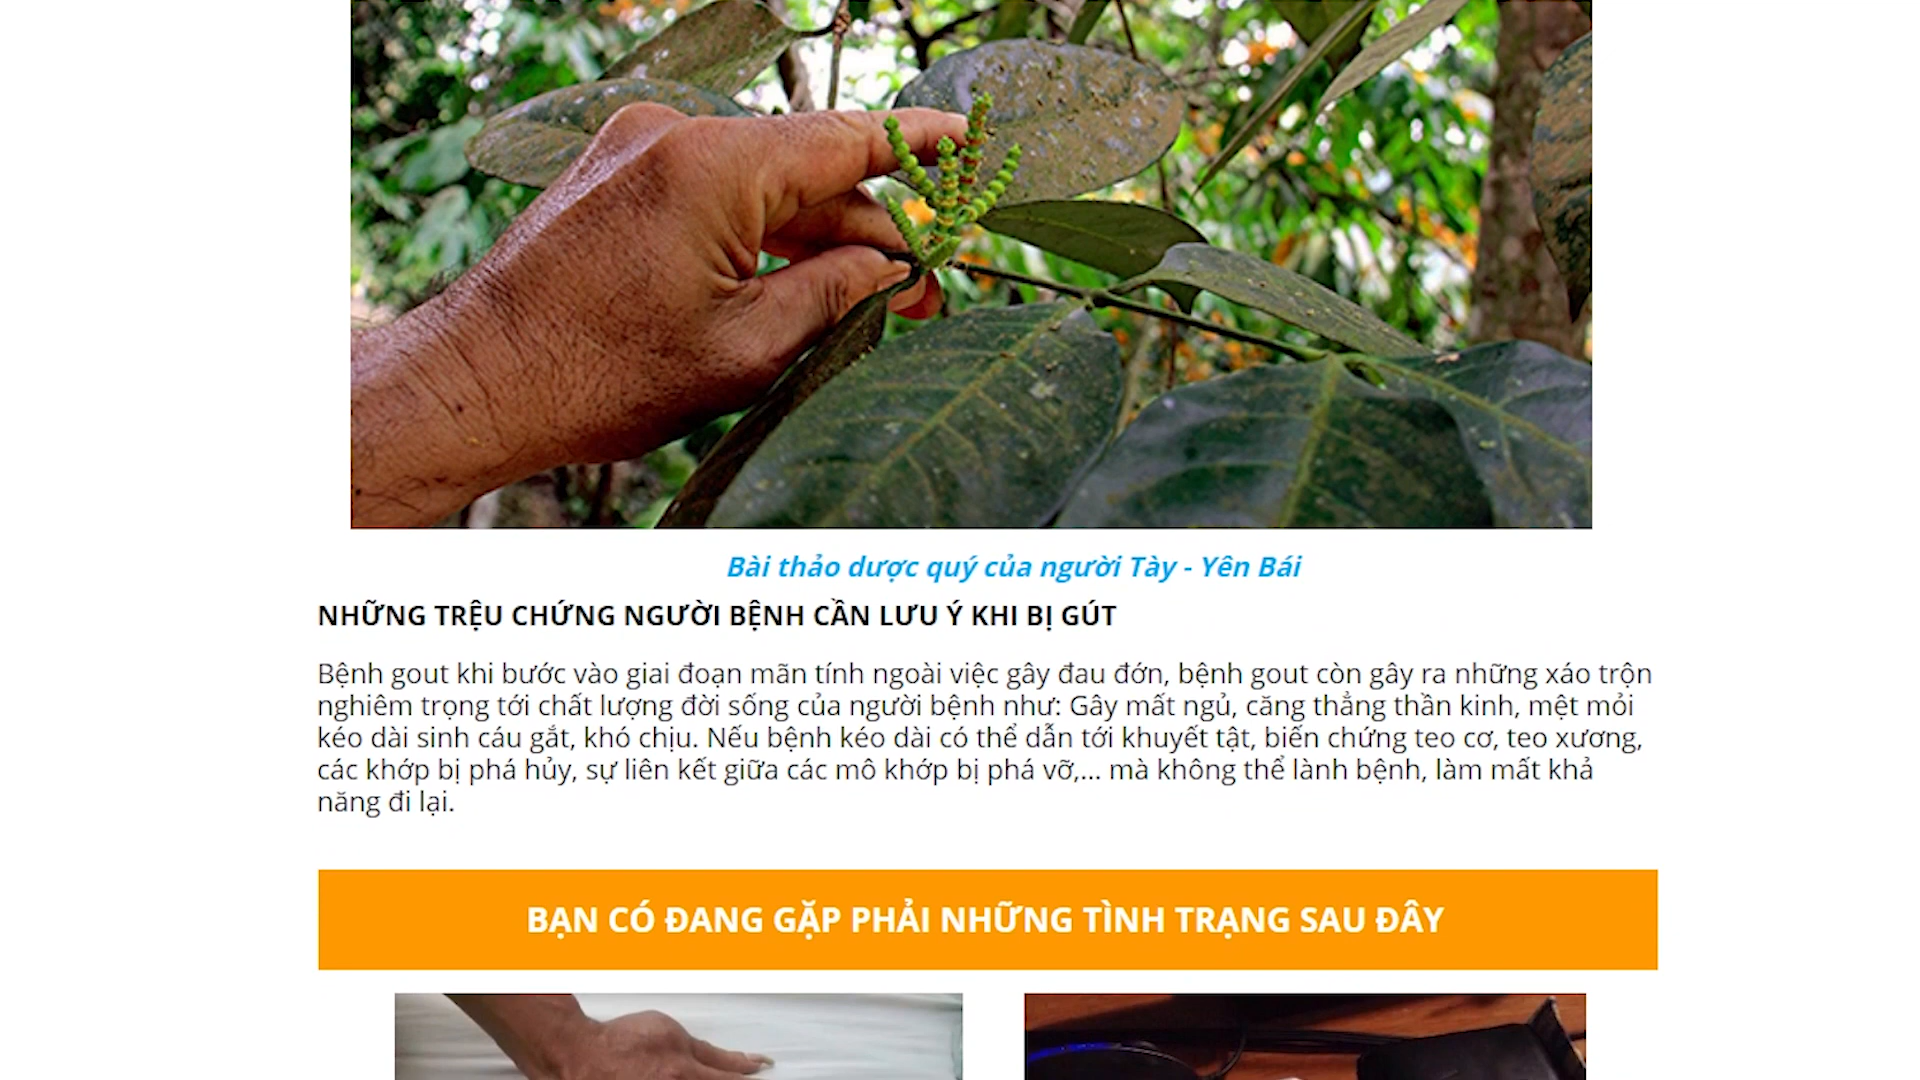 Bài thảo dược quý của người Tày - Yên Bái
NHỮNG TRỆU CHỨNG NGƯỜI BỆNH CẦN LƯU Ý KHI BỊ GÚT
Bệnh gout khi bước vào giai đoạn mãn tính ngoài việc gây đau đớn, bệnh gout còn gây ra những xáo trộn
nghiêm trọng tới chất lượng đời sống của người bệnh như: Gây mất ngủ, căng thẳng thần kinh, mệt mỏi
kéo dài sinh cáu gắt, khó chịu. Nếu bệnh kéo dài có thể dẫn tới khuyết tật, biến chứng teo cơ, teo xương,
các khớp bị phá hủy, sự liên kết giữa các mô khớp bị phá vỡ,... mà không thể lành bệnh, làm mất khả
năng đi lại.
BẠN CÓ ĐANG GẶP PHẢI NHỮNG TÌNH TRẠNG SAU ĐÂY